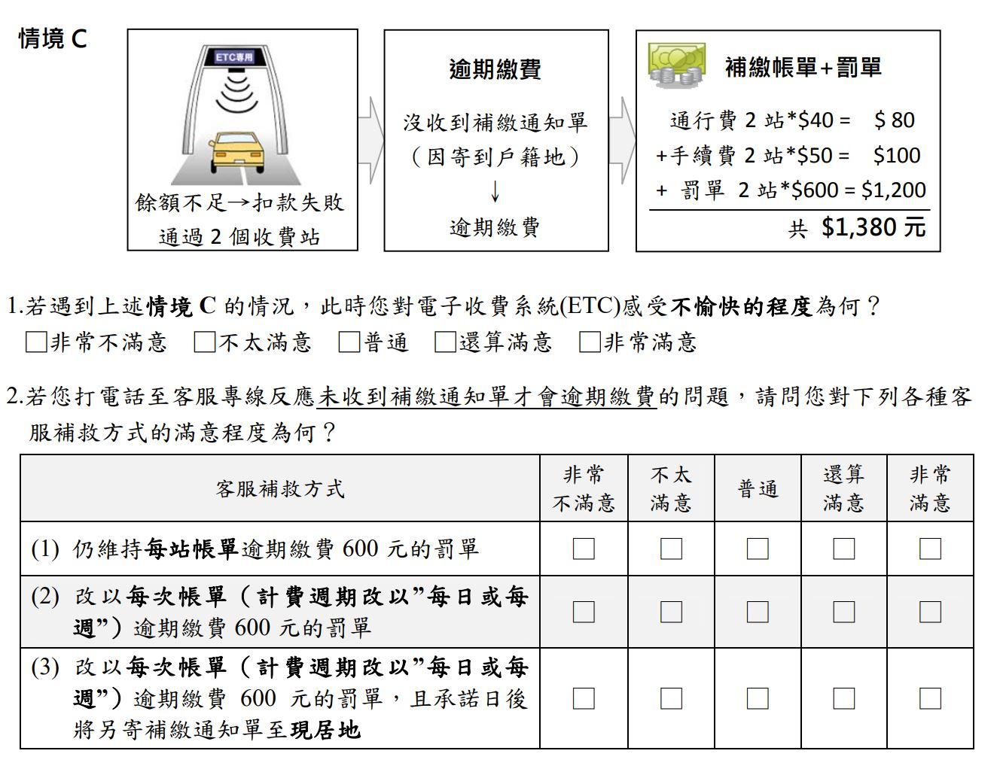 情境 C
ETC專用
餘額不足→扣款失敗
通過 2 個收費站
逾期繳費
沒收到補繳通知單
（因寄到戶籍地）
↓
逾期繳費
補繳帳單+罰單
通行費 2 站*$40 = $ 80
+手續費 2 站*$50 = $100
+ 罰單 2 站*$600 = $1,200
共 $1,380 元
1.若遇到上述情境 C 的情況，此時您對電子收費系統(ETC)感受不愉快的程度為何？
□非常不滿意 □不太滿意 □普通 □還算滿意 □非常滿意
2.若您打電話至客服專線反應未收到補繳通知單才會逾期繳費的問題，請問您對下列各種客
服補救方式的滿意程度為何？
客服補救方式
非常
不滿意
不太
滿意
普通
還算
滿意
非常
滿意
(1) 仍維持每站帳單逾期繳費 600 元的罰單
□ □ □ □ □
(2) 改以每次帳單（計費週期改以”每日或每
週”）逾期繳費 600 元的罰單
□ □ □ □ □
(3) 改以每次帳單（計費週期改以”每日或每
週”）逾期繳費 600 元的罰單，且承諾日後
將另寄補繳通知單至現居地
□ □ □ □ □